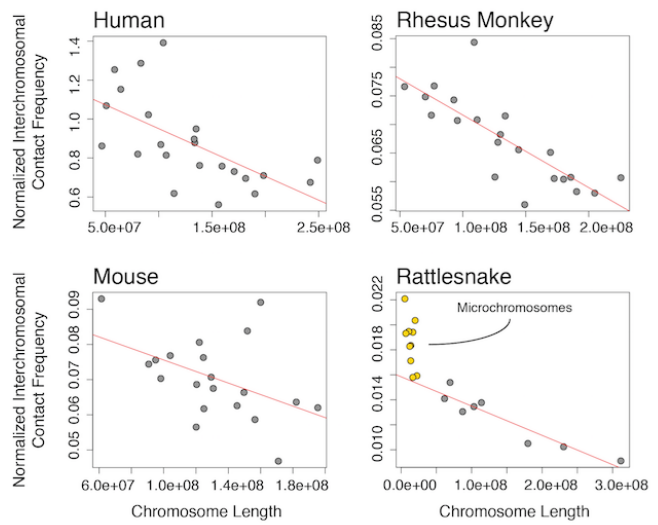 Human
Normalized Interchromosomal
Contact Frequency
1.4
1.2
1.0
0.8
0.6
5.0e+07 1.5e+08 2.5e+08
Rhesus Monkey
0.085
0.075
0.065
0.055
5.0e+07 1.0e+08 1.5e+08 2.0e+08
Mouse
Normalized Interchromosomal
Contact Frequency
0.09
0.08
0.07
0.06
0.05
6.0e+07 1.0e+08 1.4e+08 1.8e+08
Chromosome Length
Rattlesnake
Microchromosomes
0.022
0.018
0.014
0.010
0.0e+00 1.0e+08 2.0e+08 3.0e+08
Chromosome Length